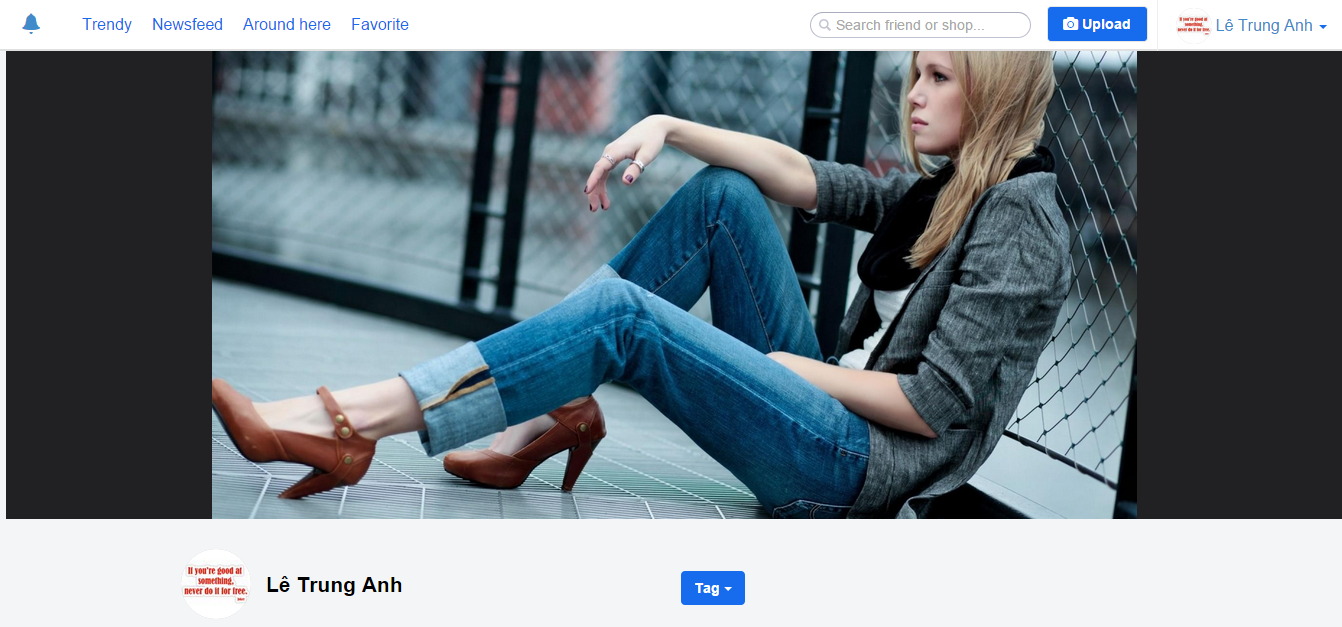 Trendy Newsfeed Around here Favorite Search friend or shop... Upload Lê Trung Anh
If you're good at
something,
never do it for free.
Lê Trung Anh
Tag